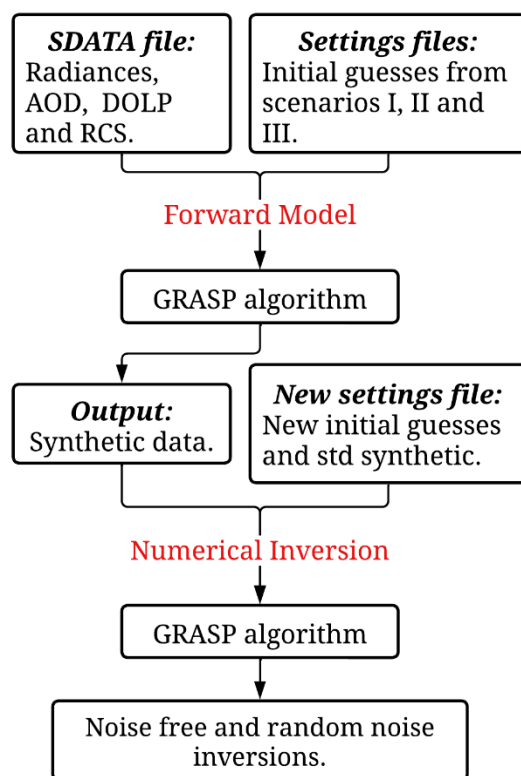 SDATA file:
Radiances,
AOD, DOLP
and RCS.
Settings files:
Initial guesses from
scenarios I, II and
III.
Forward Model
GRASP algorithm
Output:
Synthetic data.
New settings file:
New initial guesses
and std synthetic.
Numerical Inversion
GRASP algorithm
Noise free and random noise
inversions.